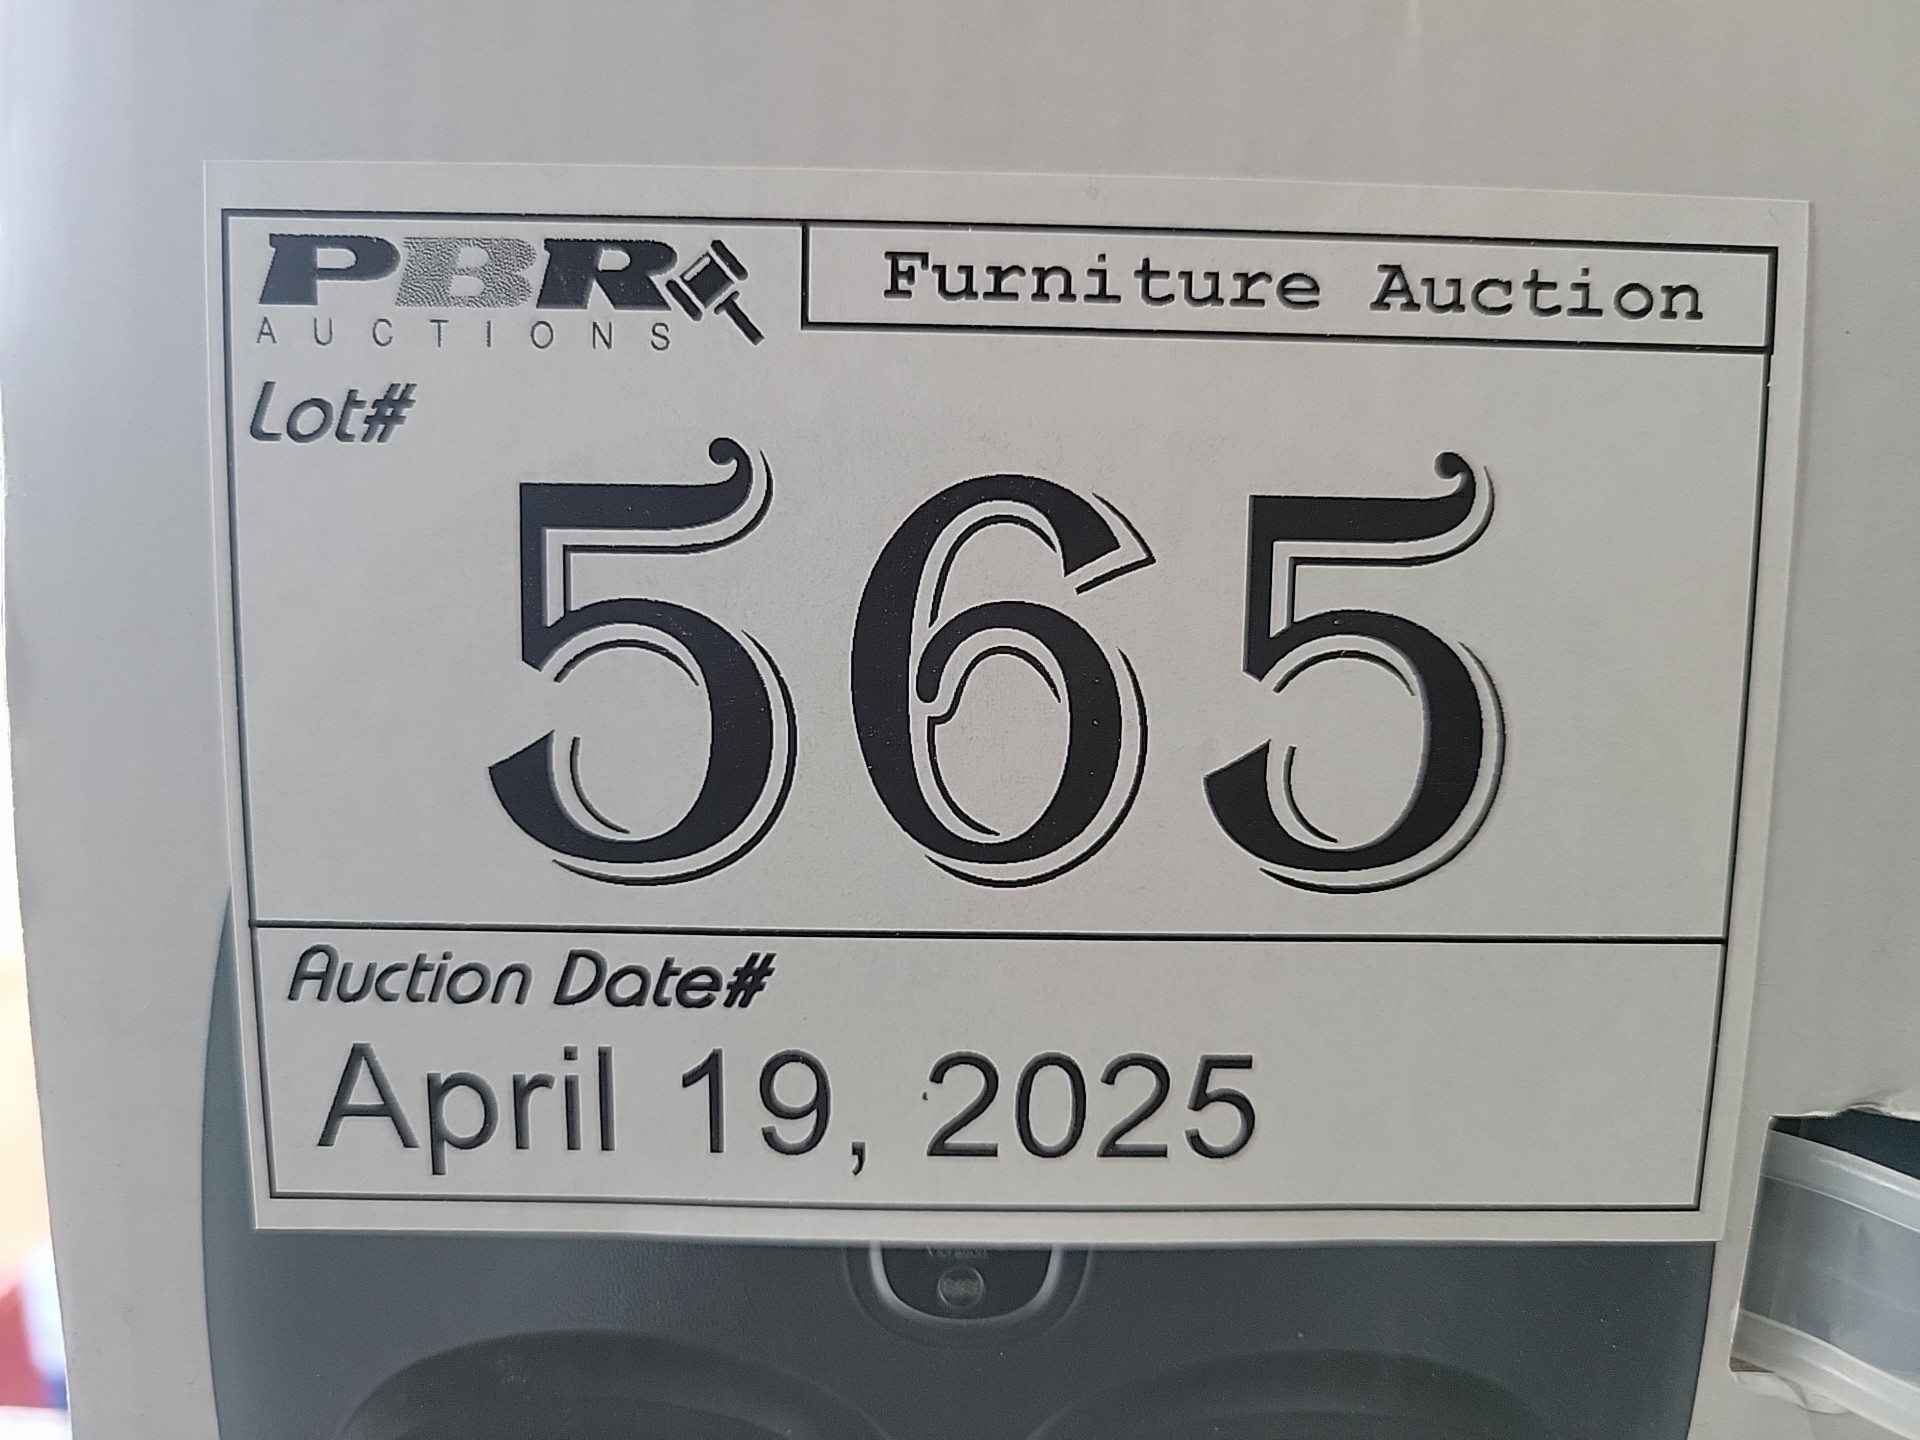 PBR
AUCTIONS
Furniture Auction
Lot#
565
Auction Date#
April 19, 2025